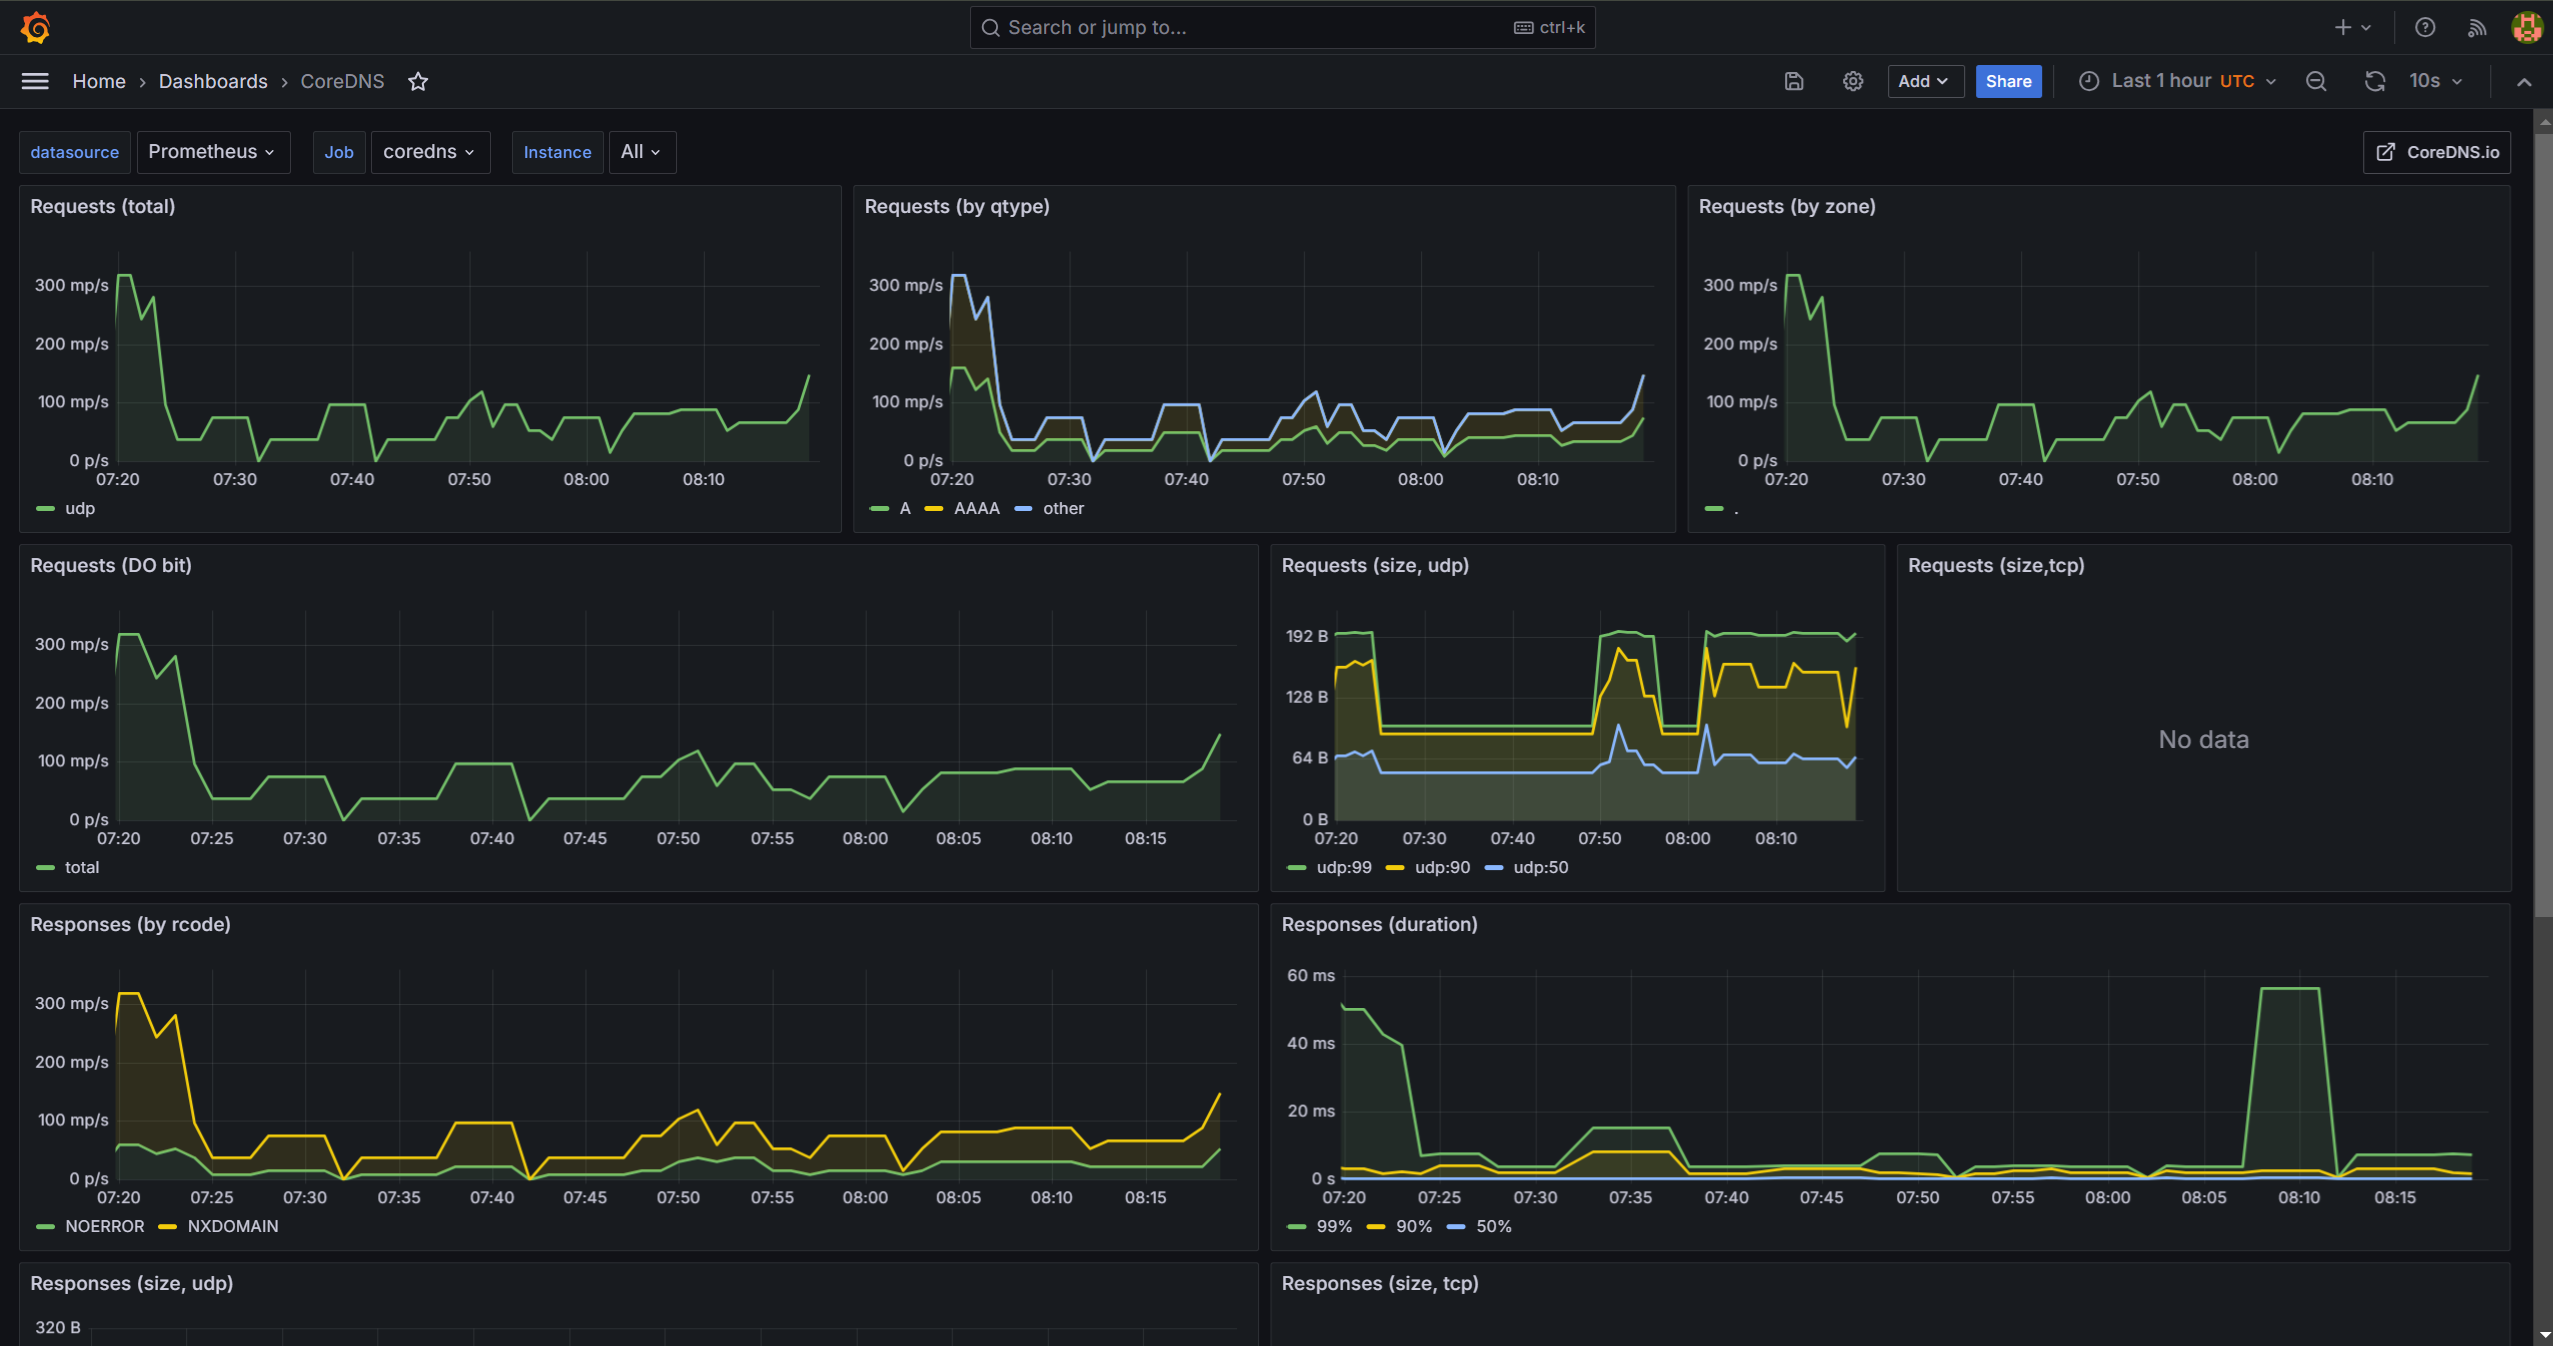 Search or jump to... ctrl+k
Home › Dashboards › CoreDNS
Add Share Last 1 hour UTC 10s
datasource Prometheus Job coredns Instance All CoreDNS.io
Requests (total)
300 mp/s
200 mp/s
100 mp/s
0 p/s
07:20 07:30 07:40 07:50 08:00 08:10
udp
Requests (by qtype)
300 mp/s
200 mp/s
100 mp/s
0 p/s
07:20 07:30 07:40 07:50 08:00 08:10
A AAAA other
Requests (by zone)
300 mp/s
200 mp/s
100 mp/s
0 p/s
07:20 07:30 07:40 07:50 08:00 08:10
.
Requests (DO bit)
300 mp/s
200 mp/s
100 mp/s
0 p/s
07:20 07:25 07:30 07:35 07:40 07:45 07:50 07:55 08:00 08:05 08:10 08:15
total
Requests (size, udp)
192 B
128 B
64 B
0 B
07:20 07:30 07:40 07:50 08:00 08:10
udp:99 udp:90 udp:50
Requests (size,tcp)
No data
Responses (by rcode)
300 mp/s
200 mp/s
100 mp/s
0 p/s
07:20 07:25 07:30 07:35 07:40 07:45 07:50 07:55 08:00 08:05 08:10 08:15
NOERROR NXDOMAIN
Responses (duration)
60 ms
40 ms
20 ms
0 s
07:20 07:25 07:30 07:35 07:40 07:45 07:50 07:55 08:00 08:05 08:10 08:15
99% 90% 50%
Responses (size, udp)
320 B
Responses (size, tcp)